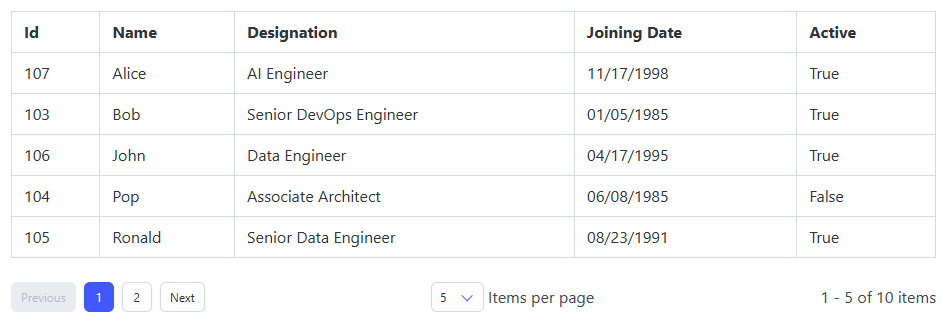 Id Name Designation Joining Date Active
107 Alice AI Engineer 11/17/1998 True
103 Bob Senior DevOps Engineer 01/05/1985 True
106 John Data Engineer 04/17/1995 True
104 Pop Associate Architect 06/08/1985 False
105 Ronald Senior Data Engineer 08/23/1991 True
Previous 1 2 Next 5 Items per page 1 - 5 of 10 items